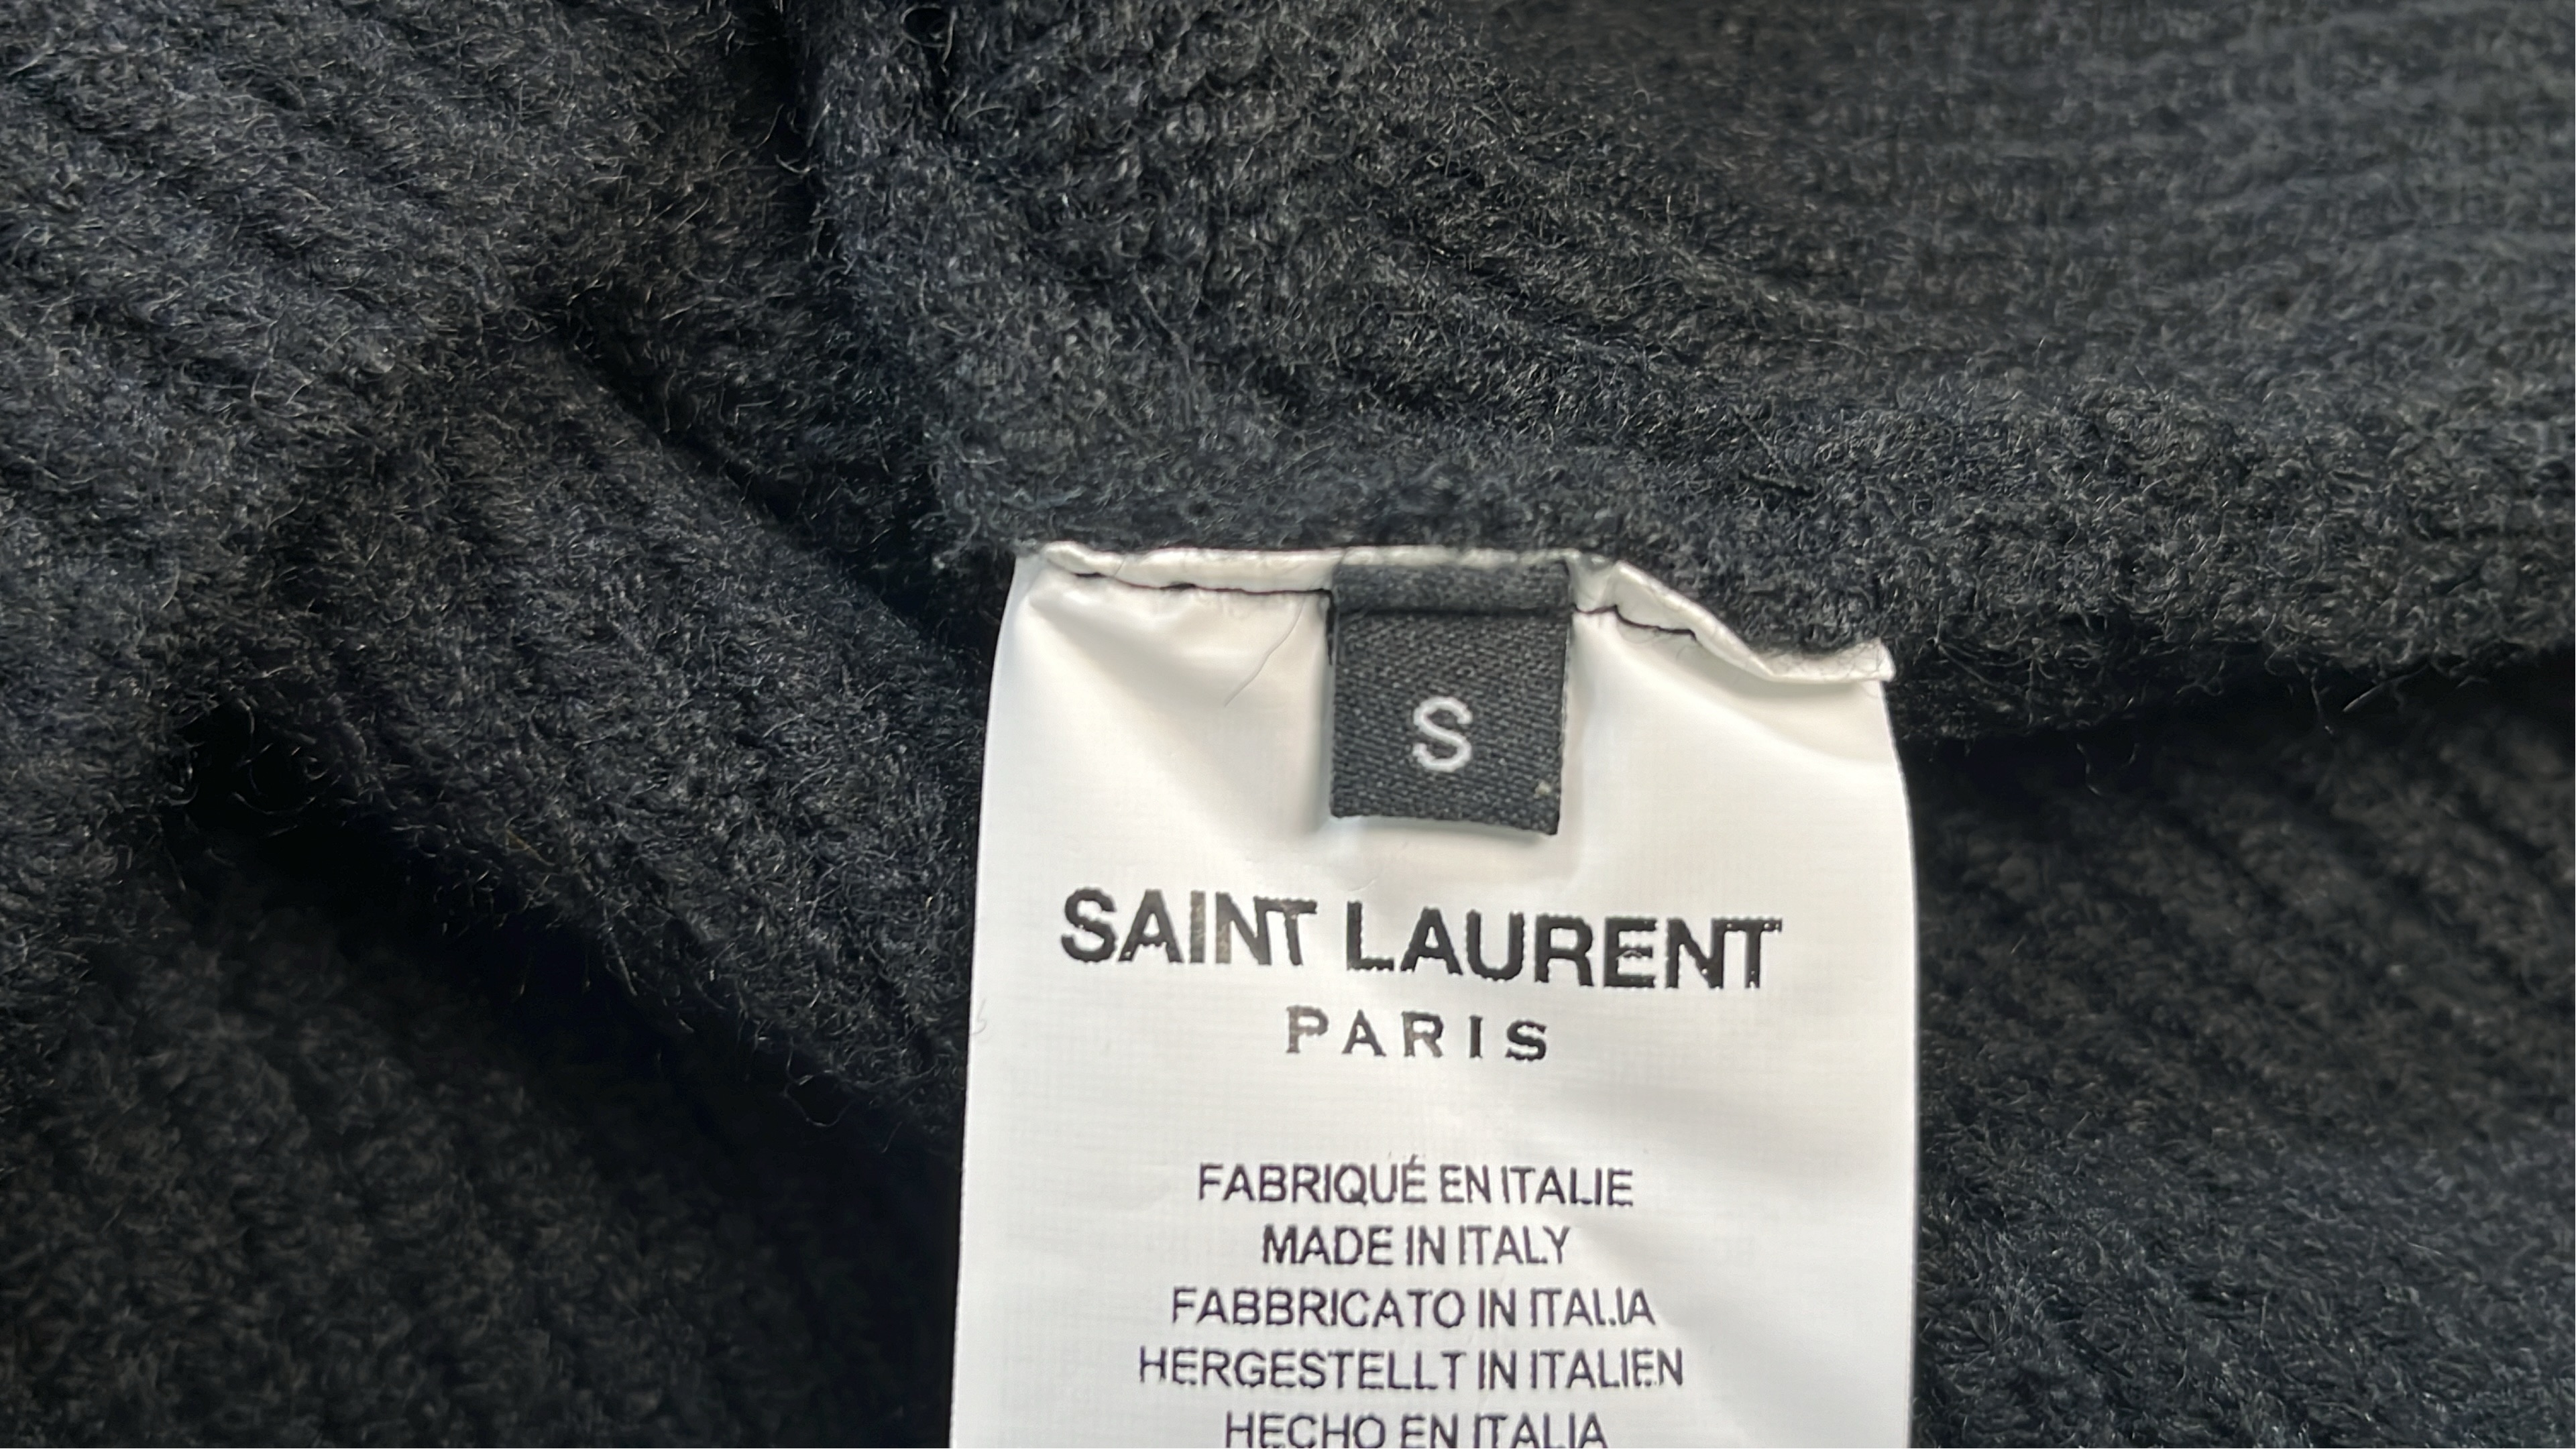 S
SAINT LAURENT
PARIS
FABRIQUÉ EN ITALIE
MADE IN ITALY
FABBRICATO IN ITALIA
HERGESTELLT IN ITALIEN
HECHO EN ITALIA